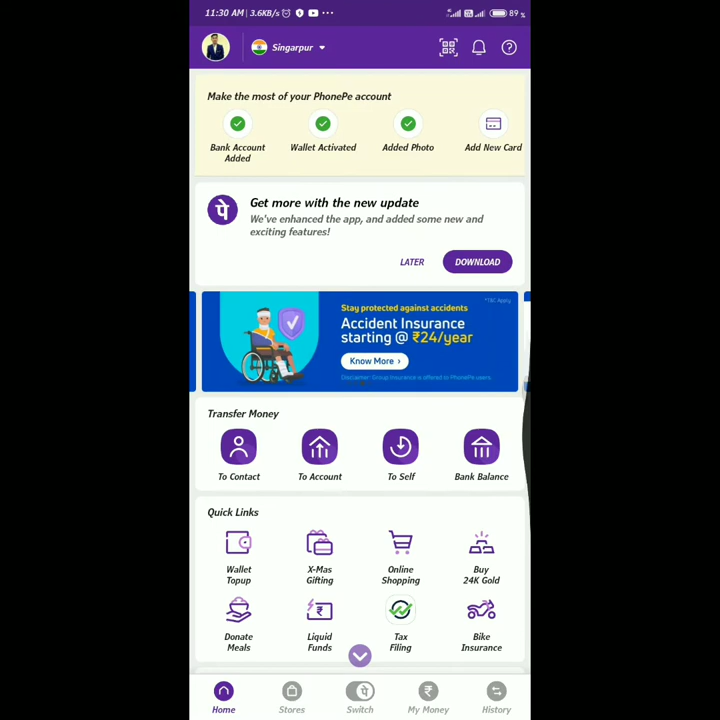 11:30 AM | 3.6KB/s
89 %
Singarpur
Make the most of your PhonePe account
Bank Account Added
Wallet Activated
Added Photo
Add New Card
पे
Get more with the new update
We've enhanced the app, and added some new and
exciting features!
LATER
DOWNLOAD
Stay protected against accidents
*T&C Apply
Accident Insurance
starting @ ₹24/year
Know More ›
Disclaimer: Group Insurance is offered to PhonePe users.
Transfer Money
To Contact
To Account
To Self
Bank Balance
Quick Links
Wallet Topup
X-Mas Gifting
Online Shopping
Buy 24K Gold
Donate Meals
Liquid Funds
Tax Filing
Bike Insurance
Home
Stores
Switch
My Money
History